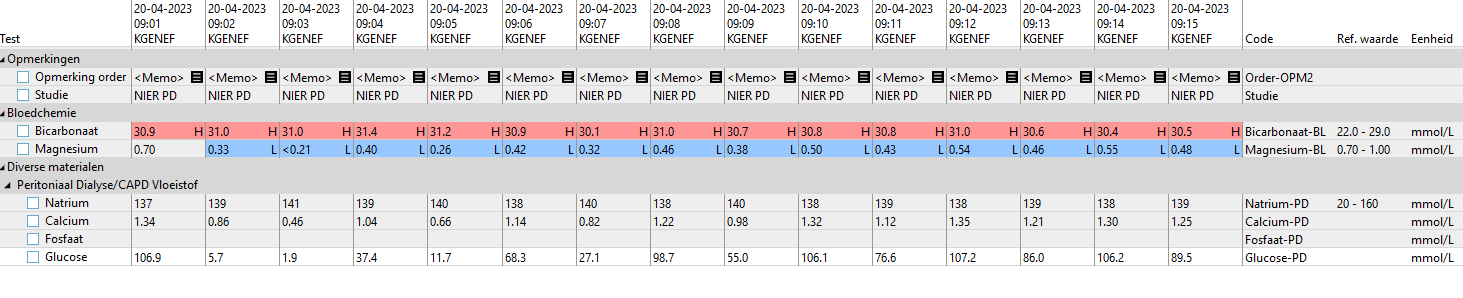 20-04-2023 20-04-2023 20-04-2023 20-04-2023 20-04-2023 20-04-2023 20-04-2023 20-04-2023 20-04-2023 20-04-2023 20-04-2023 20-04-2023 20-04-2023 20-04-2023 20-04-2023
09:01 09:02 09:03 09:04 09:05 09:06 09:07 09:08 09:09 09:10 09:11 09:12 09:13 09:14 09:15
Test KGENEF KGENEF KGENEF KGENEF KGENEF KGENEF KGENEF KGENEF KGENEF KGENEF KGENEF KGENEF KGENEF KGENEF KGENEF Code Ref. waarde Eenheid
Opmerkingen
Opmerking order <Memo> <Memo> <Memo> <Memo> <Memo> <Memo> <Memo> <Memo> <Memo> <Memo> <Memo> <Memo> <Memo> <Memo> <Memo> Order-OPM2
Studie NIER PD NIER PD NIER PD NIER PD NIER PD NIER PD NIER PD NIER PD NIER PD NIER PD NIER PD NIER PD NIER PD NIER PD NIER PD Studie
Bloedchemie
Bicarbonaat 30.9 H 31.0 H 31.0 H 31.4 H 31.2 H 30.9 H 30.1 H 31.0 H 30.7 H 30.8 H 30.8 H 31.0 H 30.6 H 30.4 H 30.5 H Bicarbonaat-BL 22.0 - 29.0 mmol/L
Magnesium 0.70 0.33 L <0.21 L 0.40 L 0.26 L 0.42 L 0.32 L 0.46 L 0.38 L 0.50 L 0.43 L 0.54 L 0.46 L 0.55 L 0.48 L Magnesium-BL 0.70 - 1.00 mmol/L
Diverse materialen
Peritoniaal Dialyse/CAPD Vloeistof
Natrium 137 139 141 139 140 138 140 138 140 138 139 138 139 138 139 Natrium-PD 20 - 160 mmol/L
Calcium 1.34 0.86 0.46 1.04 0.66 1.14 0.82 1.22 0.98 1.32 1.12 1.35 1.21 1.30 1.25 Calcium-PD mmol/L
Fosfaat Fosfaat-PD mmol/L
Glucose 106.9 5.7 1.9 37.4 11.7 68.3 27.1 98.7 55.0 106.1 76.6 107.2 86.0 106.2 89.5 Glucose-PD mmol/L